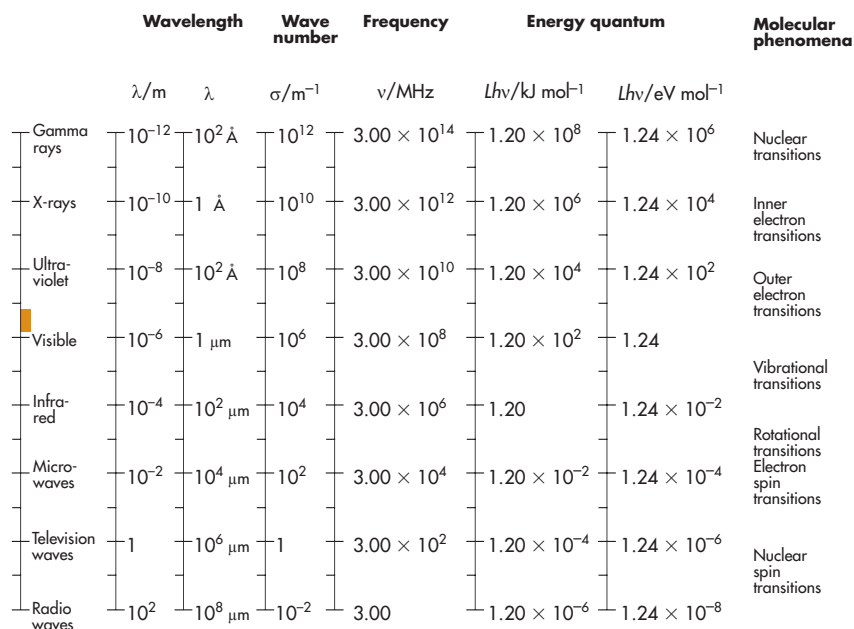 Wavelength Wave number Frequency Energy quantum Molecular phenomena
λ/m λ σ/m⁻¹ ν/MHz Lhν/kJ mol⁻¹ Lhν/eV mol⁻¹
Gamma rays 10⁻¹² 10² Å 10¹² 3.00 × 10¹⁴ 1.20 × 10⁸ 1.24 × 10⁶ Nuclear transitions
X-rays 10⁻¹⁰ 1 Å 10¹⁰ 3.00 × 10¹² 1.20 × 10⁶ 1.24 × 10⁴ Inner electron transitions
Ultra-violet 10⁻⁸ 10² Å 10⁸ 3.00 × 10¹⁰ 1.20 × 10⁴ 1.24 × 10² Outer electron transitions
Visible 10⁻⁶ 1 μm 10⁶ 3.00 × 10⁸ 1.20 × 10² 1.24
Vibrational transitions
Infra-red 10⁻⁴ 10² μm 10⁴ 3.00 × 10⁶ 1.20 1.24 × 10⁻²
Rotational transitions
Micro-waves 10⁻² 10⁴ μm 10² 3.00 × 10⁴ 1.20 × 10⁻² 1.24 × 10⁻⁴ Electron spin transitions
Television waves 1 10⁶ μm 1 3.00 × 10² 1.20 × 10⁻⁴ 1.24 × 10⁻⁶ Nuclear spin transitions
Radio waves 10² 10⁸ μm 10⁻² 3.00 1.20 × 10⁻⁶ 1.24 × 10⁻⁸